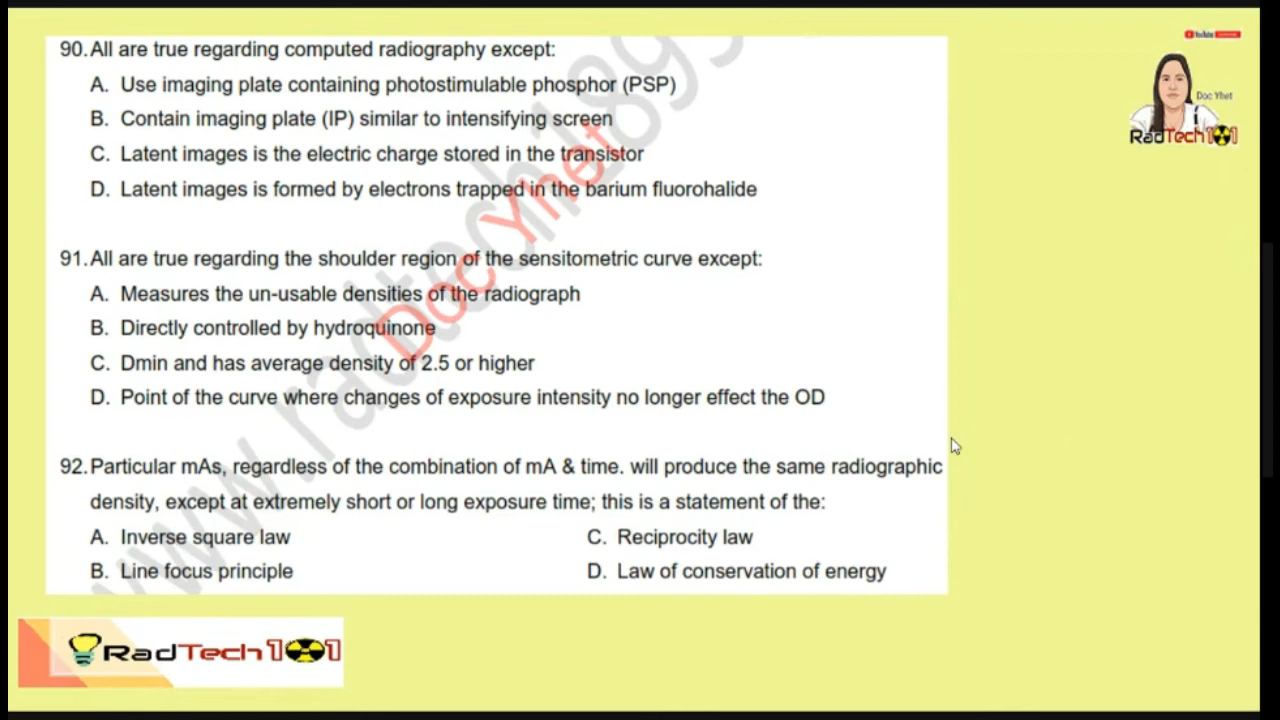 90. All are true regarding computed radiography except:
A. Use imaging plate containing photostimulable phosphor (PSP)
B. Contain imaging plate (IP) similar to intensifying screen
C. Latent images is the electric charge stored in the transistor
D. Latent images is formed by electrons trapped in the barium fluorohalide
91. All are true regarding the shoulder region of the sensitometric curve except:
A. Measures the un-usable densities of the radiograph
B. Directly controlled by hydroquinone
C. Dmin and has average density of 2.5 or higher
D. Point of the curve where changes of exposure intensity no longer effect the OD
92. Particular mAs, regardless of the combination of mA & time. will produce the same radiographic
density, except at extremely short or long exposure time; this is a statement of the:
A. Inverse square law
C. Reciprocity law
B. Line focus principle
D. Law of conservation of energy
Doc Yhet
YouTube
Doc Yhet
RadTech101
RadTech101